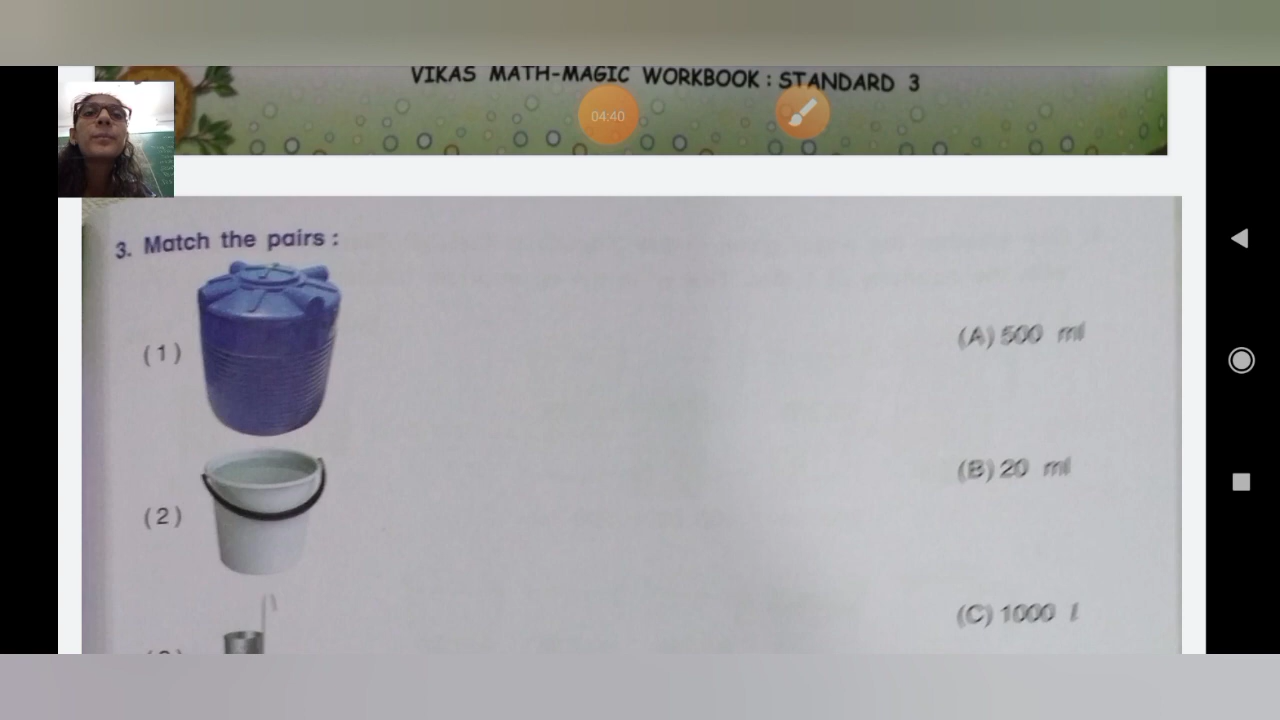 VIKAS MATH-MAGIC WORKBOOK : STANDARD 3
04:40
3. Match the pairs :
(1)
(A) 500 ml
(B) 20 ml
(2)
(C) 1000 l